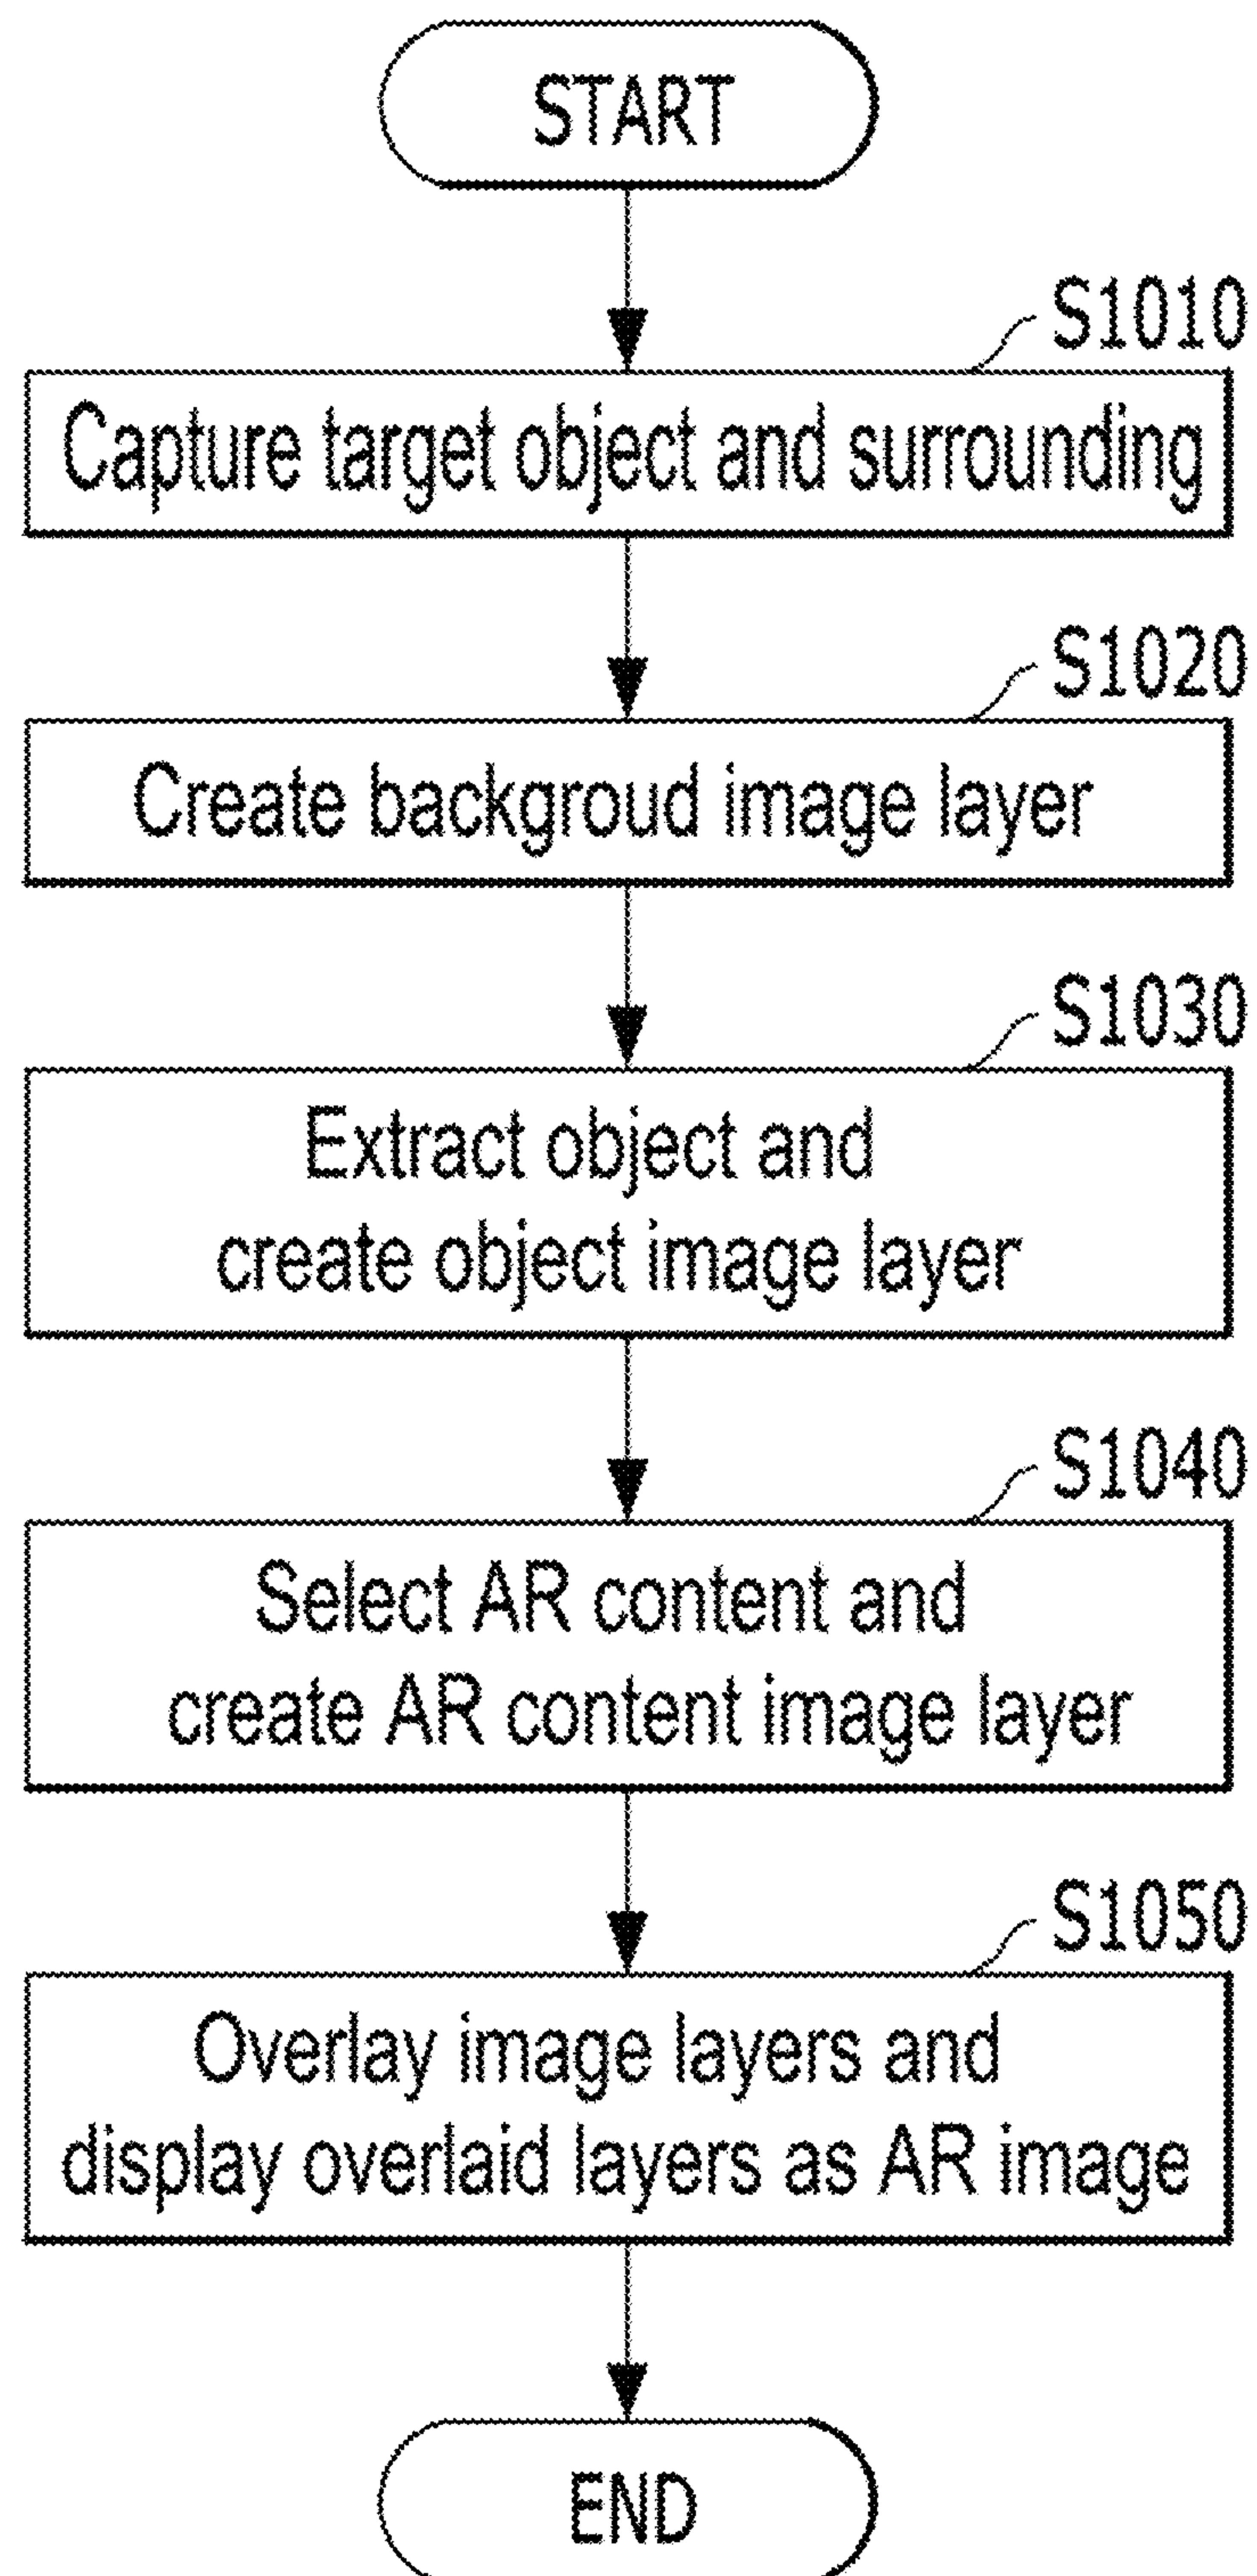 START
S1010
Capture target object and surrounding
S1020
Create backgroud image layer
S1030
Extract object and
create object image layer
S1040
Select AR content and
create AR content image layer
S1050
Overlay image layers and
display overlaid layers as AR image
END